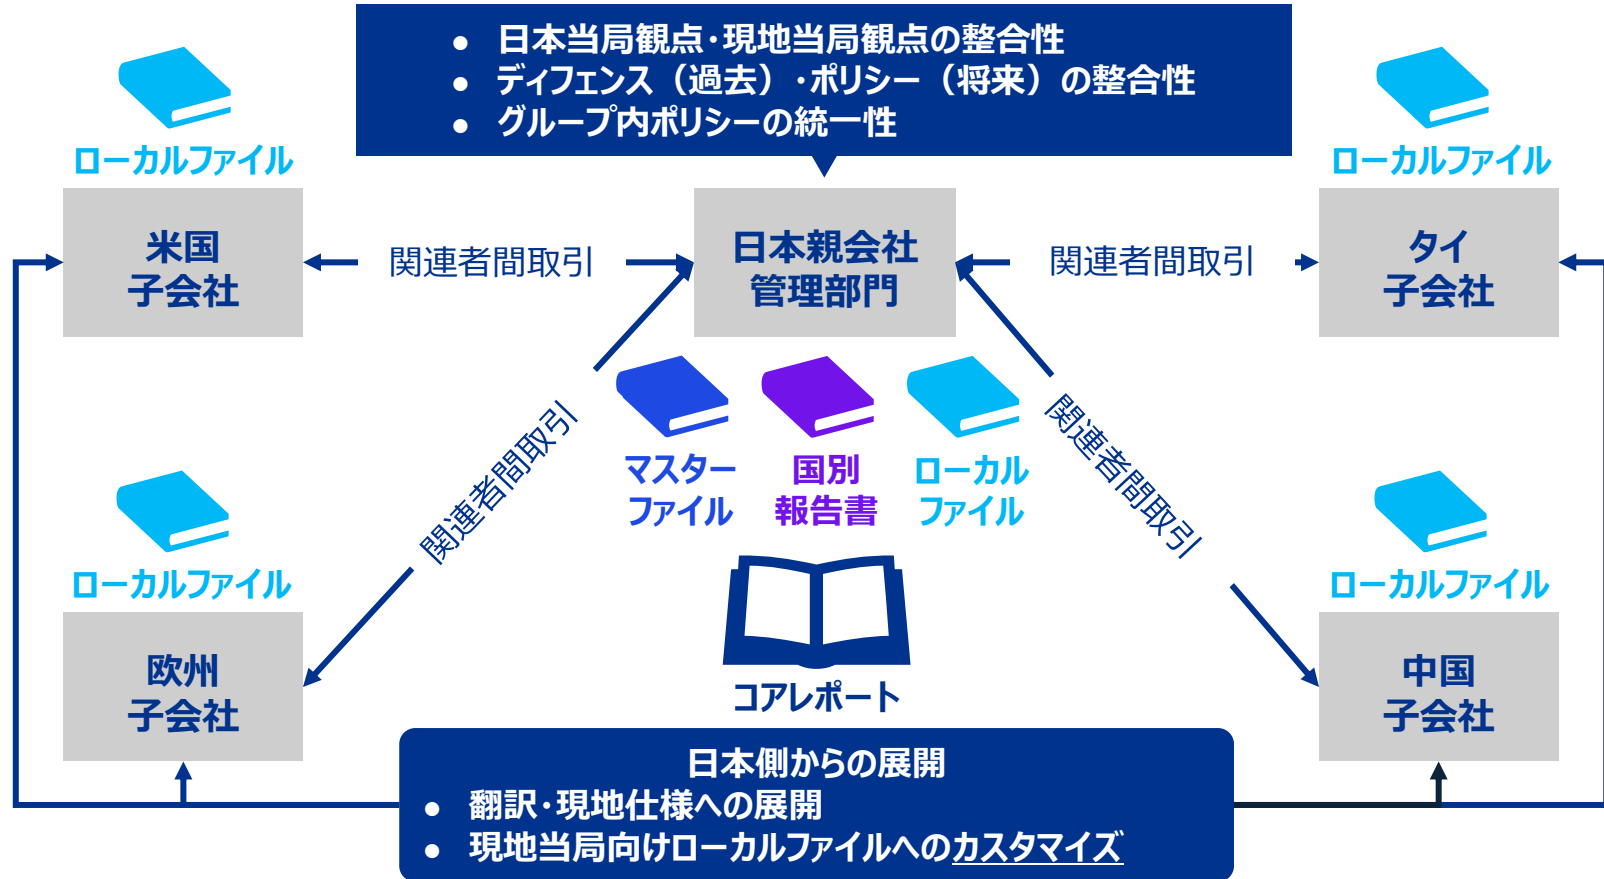 ● 日本当局観点・現地当局観点の整合性
● ディフェンス（過去）・ポリシー（将来）の整合性
● グループ内ポリシーの統一性
ローカルファイル
米国
子会社
関連者間取引
日本親会社
管理部門
関連者間取引
ローカルファイル
タイ
子会社
関連者間取引
マスター
ファイル
国別
報告書
ローカル
ファイル
関連者間取引
ローカルファイル
欧州
子会社
コアレポート
ローカルファイル
中国
子会社
日本側からの展開
● 翻訳・現地仕様への展開
● 現地当局向けローカルファイルへのカスタマイズ